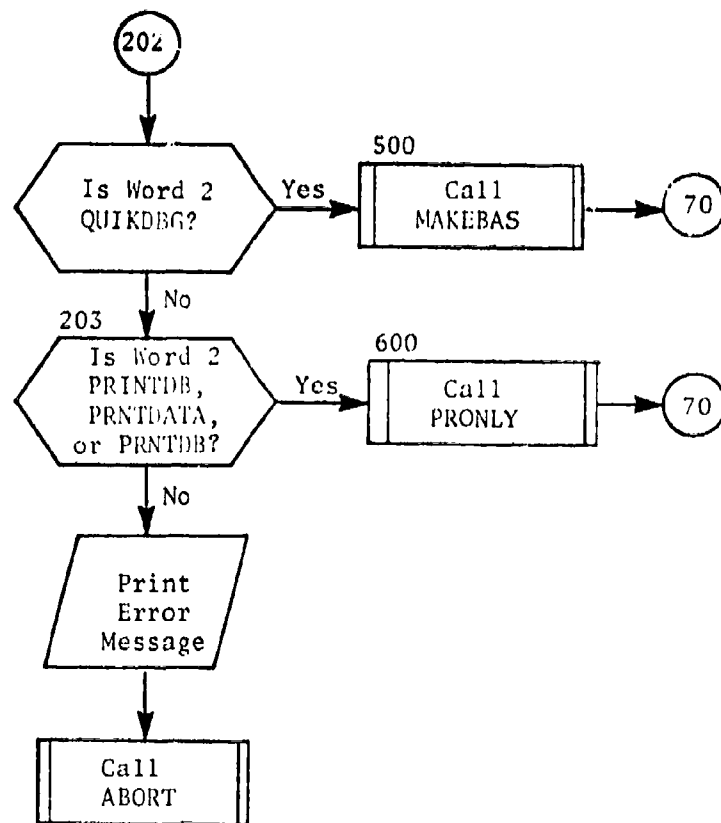 202
Is Word 2
QUIKDBG?
Yes
500
Call
MAKEBAS
70
No
203
Is Word 2
PRINTDB,
PRNTDATA,
or PRNTDB?
Yes
600
Call
PRONLY
70
No
Print
Error
Message
Call
ABORT